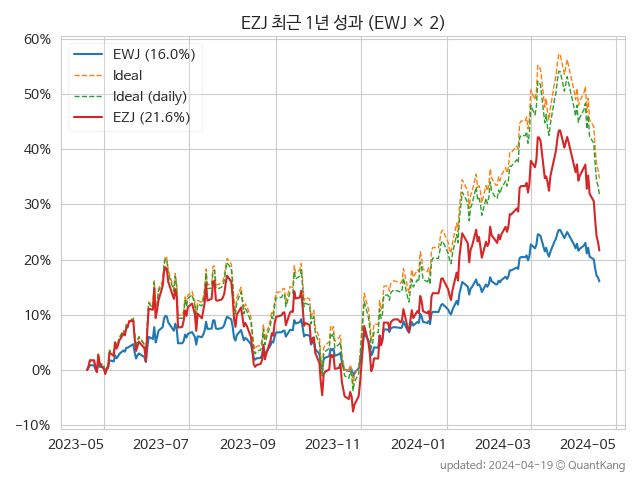 EZJ 최근 1년 성과 (EWJ × 2)
60%
50%
40%
30%
20%
10%
0%
−10%
EWJ (16.0%)
Ideal
Ideal (daily)
EZJ (21.6%)
2023-05 2023-07 2023-09 2023-11 2024-01 2024-03 2024-05
updated: 2024-04-19 © QuantKang